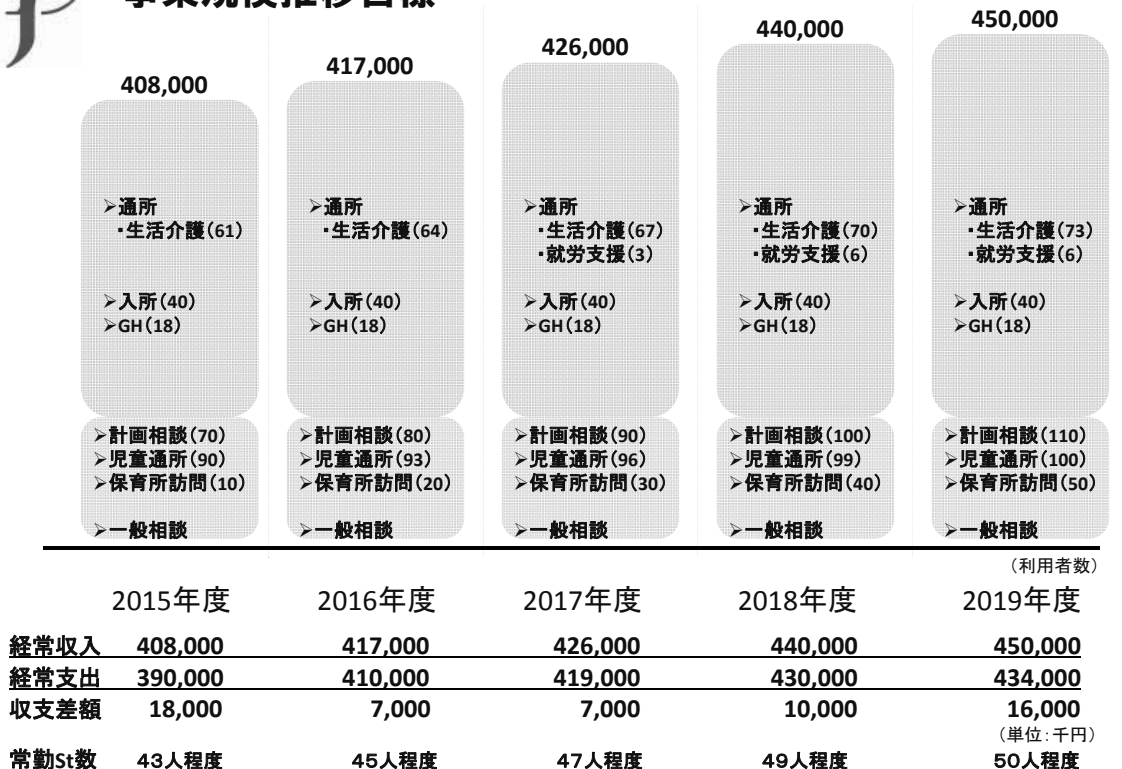 事業規模推移目標
408,000
417,000
426,000
440,000
450,000
➢通所
・生活介護(61)
➢入所(40)
➢GH(18)
➢計画相談(70)
➢児童通所(90)
➢保育所訪問(10)
➢一般相談
➢通所
・生活介護(64)
➢入所(40)
➢GH(18)
➢計画相談(80)
➢児童通所(93)
➢保育所訪問(20)
➢一般相談
➢通所
・生活介護(67)
・就労支援(3)
➢入所(40)
➢GH(18)
➢計画相談(90)
➢児童通所(96)
➢保育所訪問(30)
➢一般相談
➢通所
・生活介護(70)
・就労支援(6)
➢入所(40)
➢GH(18)
➢計画相談(100)
➢児童通所(99)
➢保育所訪問(40)
➢一般相談
➢通所
・生活介護(73)
・就労支援(6)
➢入所(40)
➢GH(18)
➢計画相談(110)
➢児童通所(100)
➢保育所訪問(50)
➢一般相談
(利用者数)
2015年度 2016年度 2017年度 2018年度 2019年度
経常収入 408,000 417,000 426,000 440,000 450,000
経常支出 390,000 410,000 419,000 430,000 434,000
収支差額 18,000 7,000 7,000 10,000 16,000
(単位:千円)
常勤St数 43人程度 45人程度 47人程度 49人程度 50人程度